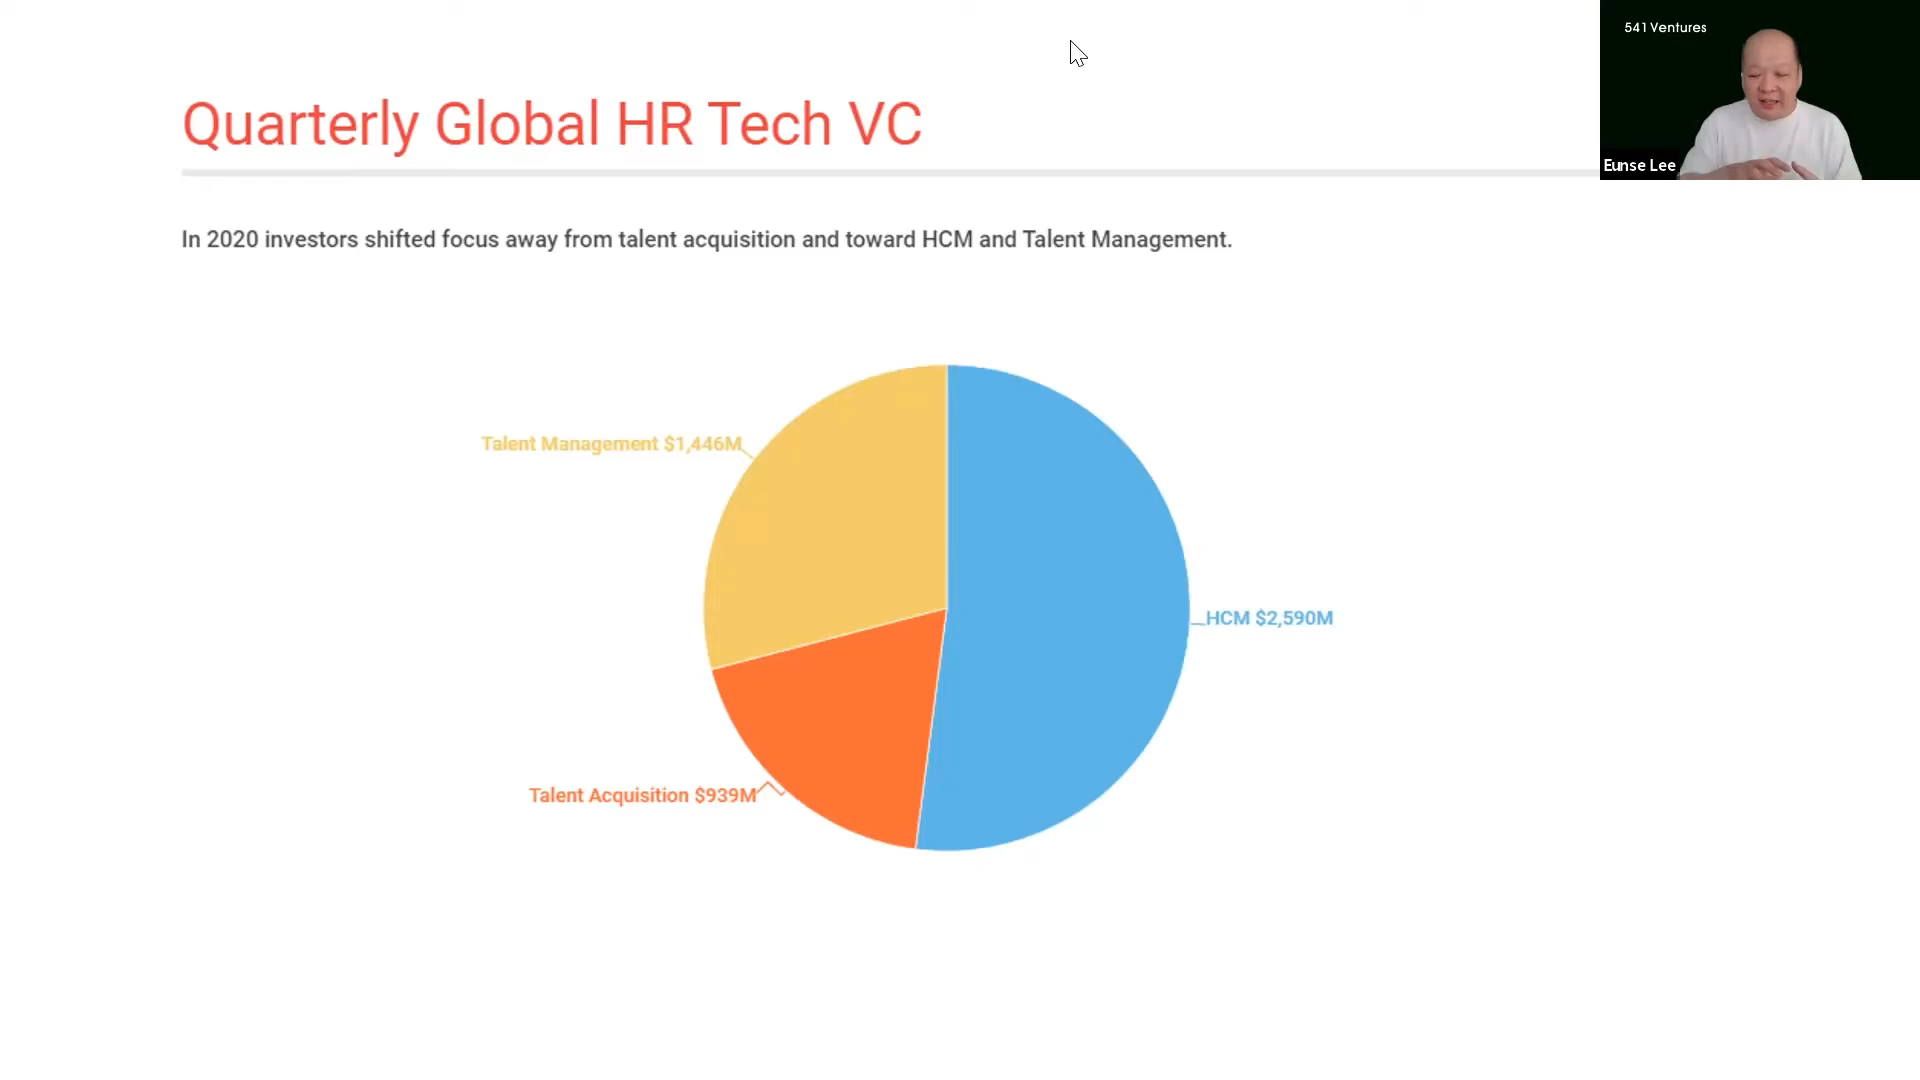 541 Ventures
Quarterly Global HR Tech VC
Eunse Lee
In 2020 investors shifted focus away from talent acquisition and toward HCM and Talent Management.
Talent Management $1,446M
HCM $2,590M
Talent Acquisition $939M